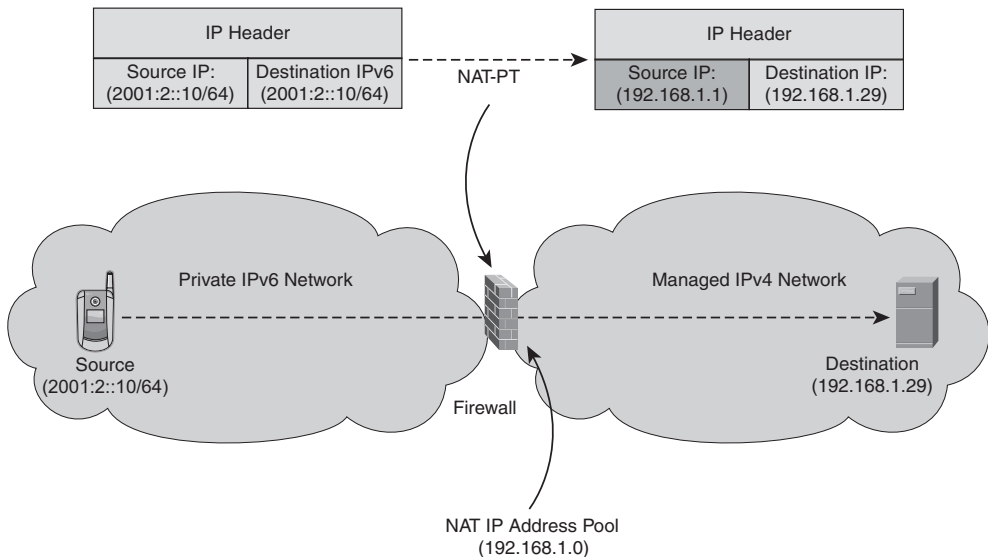 IP Header
Source IP:
(2001:2::10/64)
Destination IPv6
(2001:2::10/64)
NAT-PT
IP Header
Source IP:
(192.168.1.1)
Destination IP:
(192.168.1.29)
Private IPv6 Network
Managed IPv4 Network
Source
(2001:2::10/64)
Destination
(192.168.1.29)
Firewall
NAT IP Address Pool
(192.168.1.0)